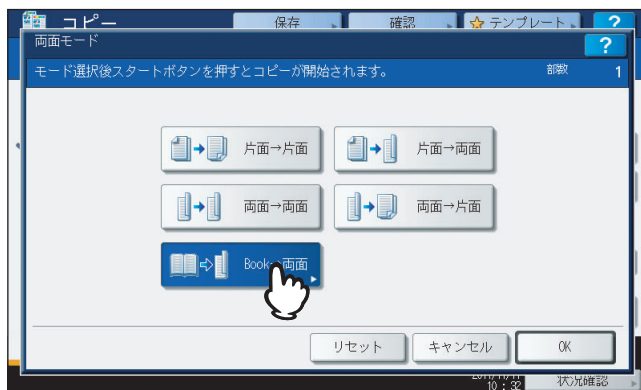 コピー 保存 確認 テンプレート ?
両面モード ?
モード選択後スタートボタンを押すとコピーが開始されます。 部数 1
片面→片面 片面→両面
両面→両面 両面→片面
Book→両面
リセット キャンセル OK
10:32 状況確認